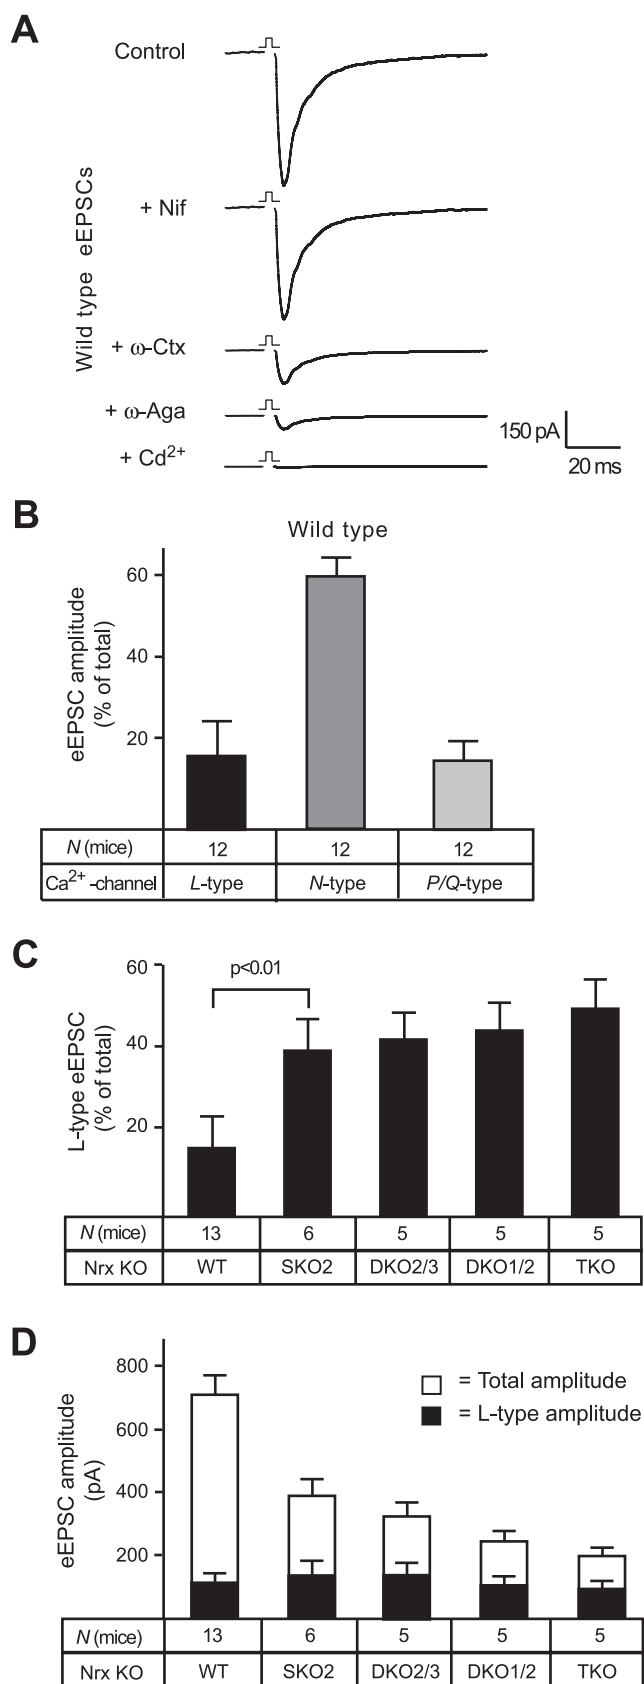 A
Control
+ Nif
+ ω-Ctx
+ ω-Aga
+ Cd2+
Wild type eEPSCs
150 pA
20 ms
B
Wild type
eEPSC amplitude
(% of total)
60
40
20
N (mice) 12 12 12
Ca2+ -channel L-type N-type P/Q-type
C
L-type eEPSC
(% of total)
60
40
20
p<0.01
N (mice) 13 6 5 5 5
Nrx KO WT SKO2 DKO2/3 DKO1/2 TKO
D
eEPSC amplitude
(pA)
800
600
400
200
= Total amplitude
= L-type amplitude
N (mice) 13 6 5 5 5
Nrx KO WT SKO2 DKO2/3 DKO1/2 TKO